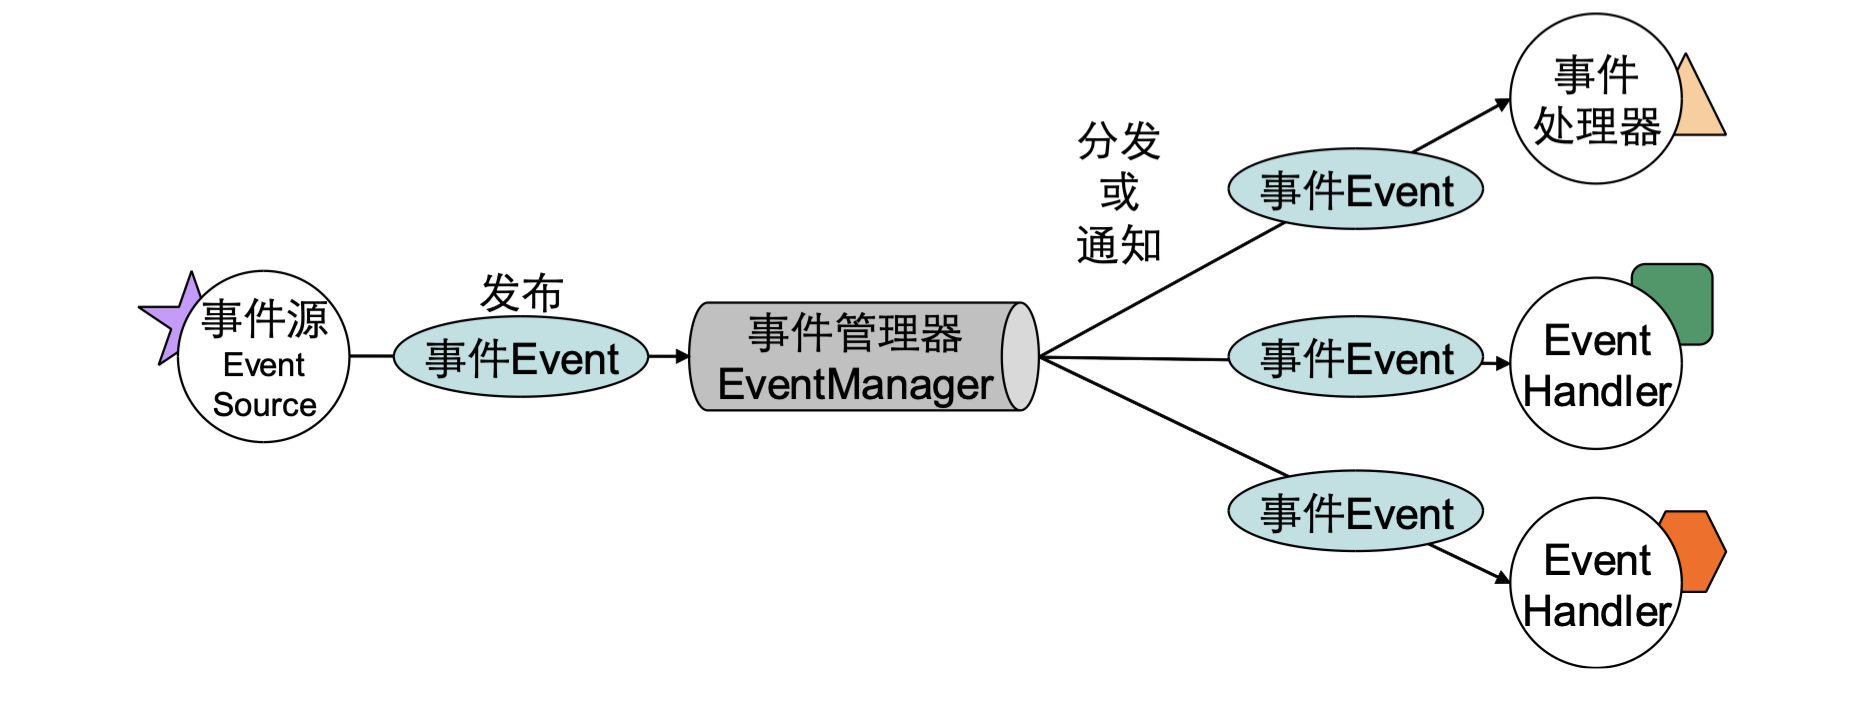 事件源
Event
Source
发布
事件Event
事件管理器
EventManager
分发
或
通知
事件Event
事件
处理器
事件Event
Event
Handler
事件Event
Event
Handler